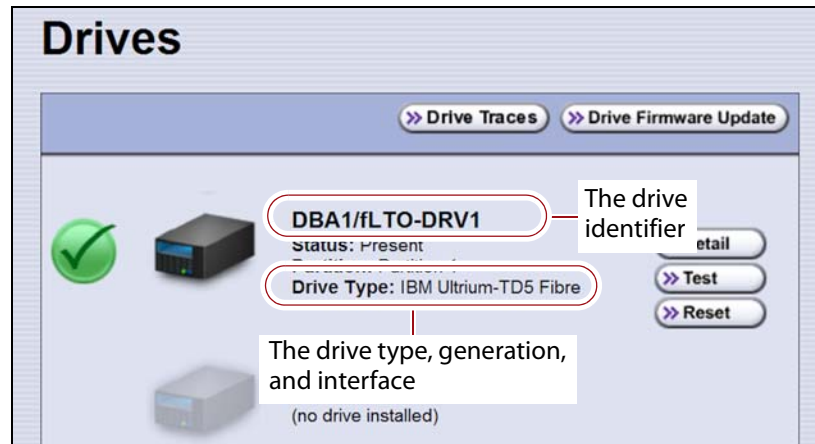 Drives
Drive Traces
Drive Firmware Update
DBA1/fLTO-DRV1
The drive
identifier
Status: Present
Detail
Drive Type: IBM Ultrium-TD5 Fibre
Test
Reset
The drive type, generation,
and interface
(no drive installed)